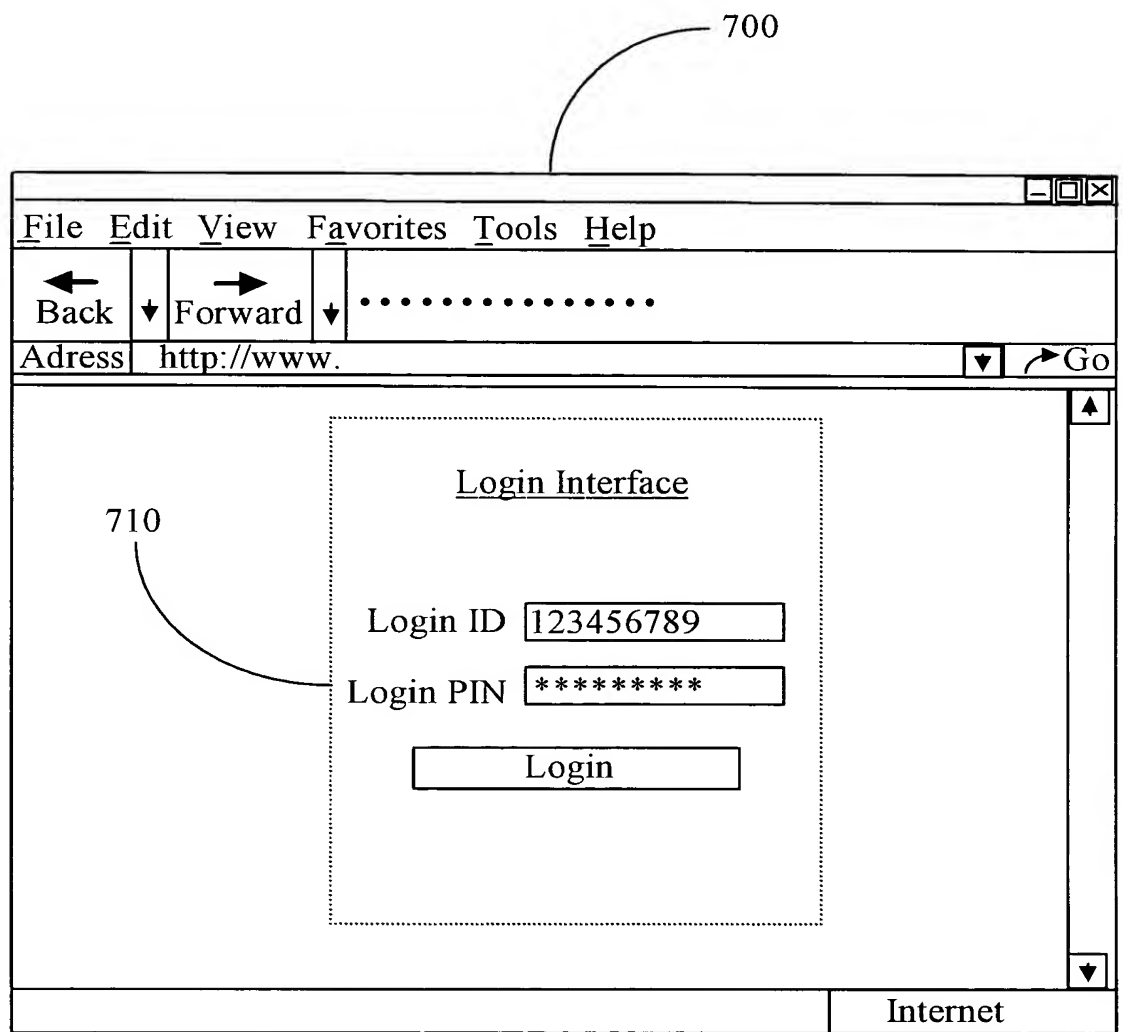 700
File Edit View Favorites Tools Help
Back Forward ...............
Adress http://www. Go
Login Interface
710
Login ID 123456789
Login PIN *********
Login
Internet